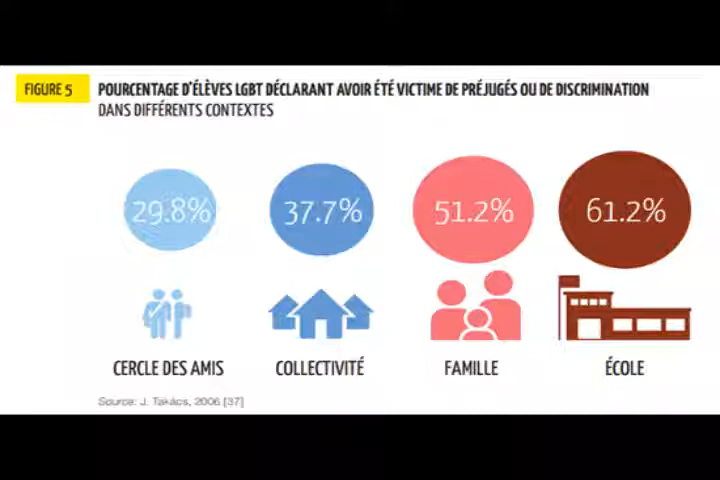 FIGURE 5
POURCENTAGE D'ÉLÈVES LGBT DÉCLARANT AVOIR ÉTÉ VICTIME DE PRÉJUGÉS OU DE DISCRIMINATION
DANS DIFFÉRENTS CONTEXTES
29.8% 37.7% 51.2% 61.2%
CERCLE DES AMIS COLLECTIVITÉ FAMILLE ÉCOLE
Source: J. Takács, 2006 [37]